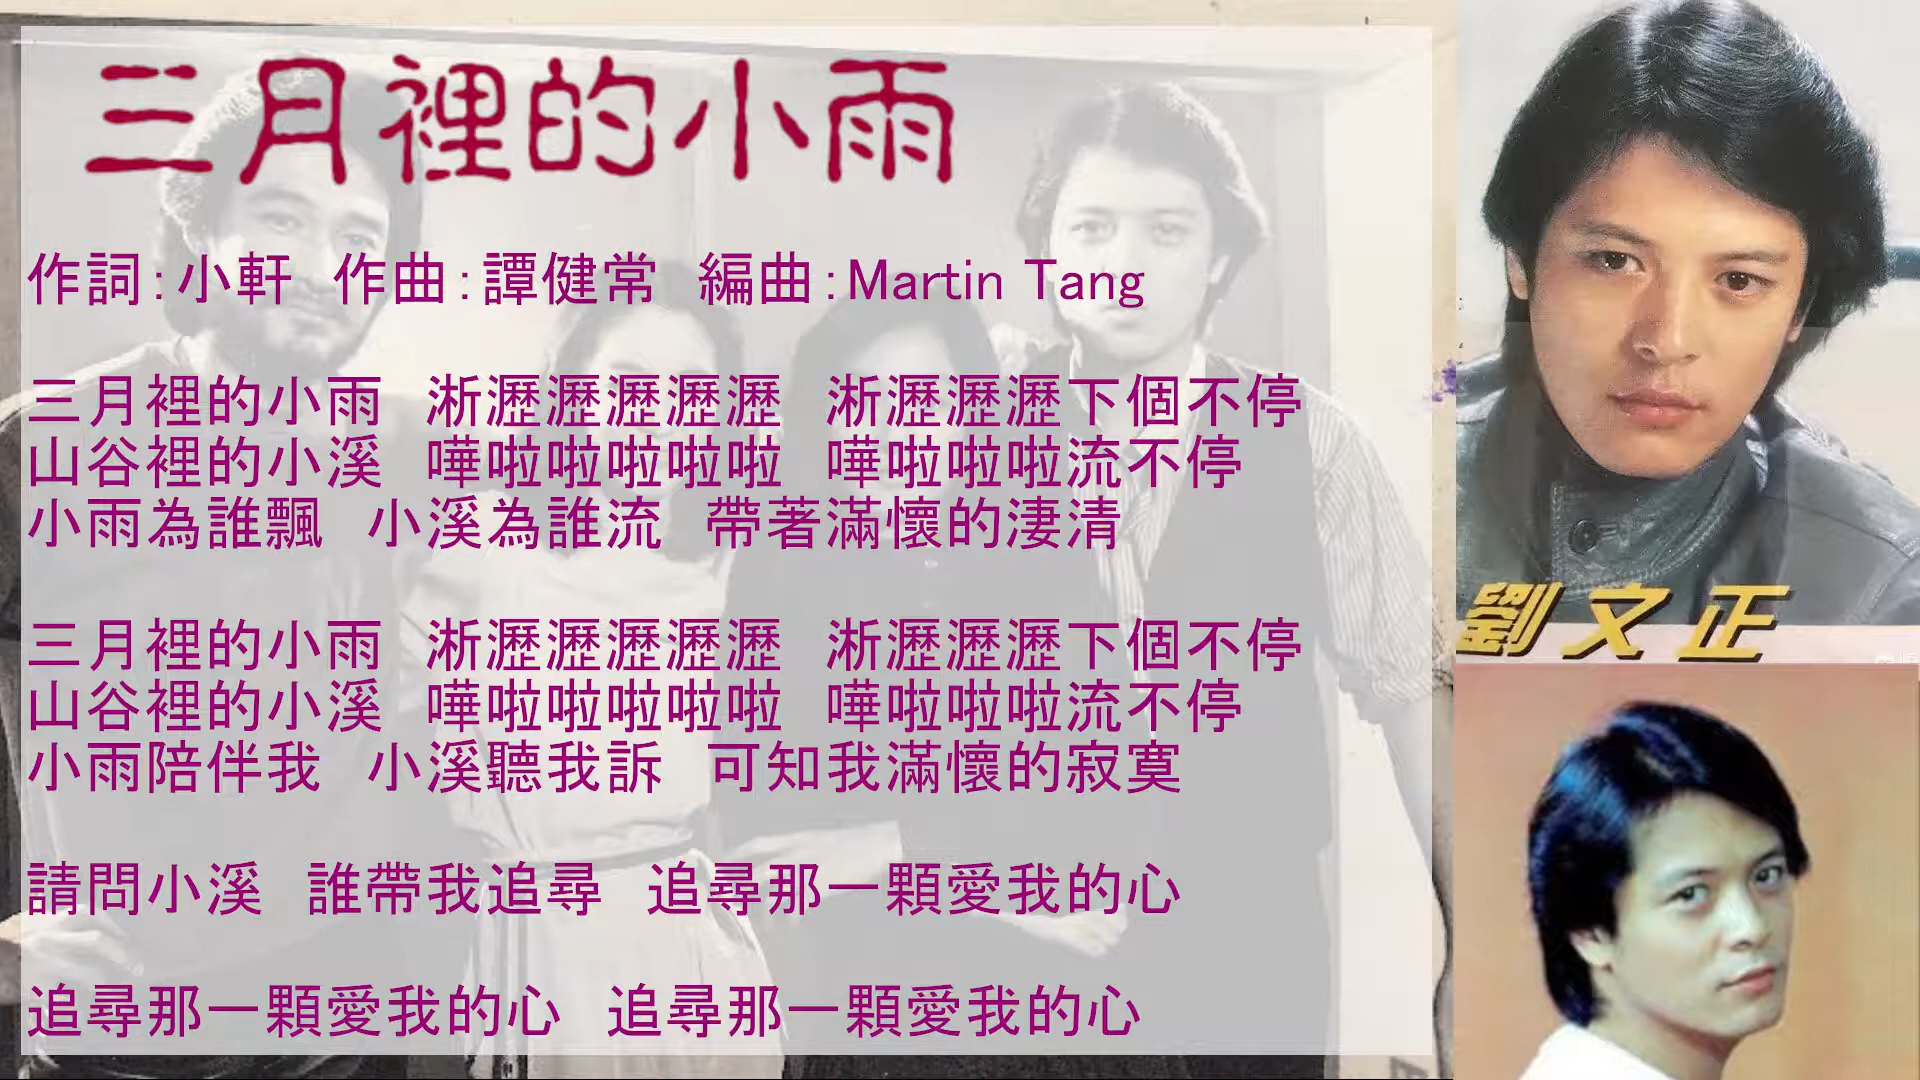 三月裡的小雨
作詞：小軒　作曲：譚健常　編曲：Martin Tang
三月裡的小雨　淅瀝瀝瀝瀝瀝　淅瀝瀝瀝下個不停
山谷裡的小溪　嘩啦啦啦啦啦　嘩啦啦啦流不停
小雨為誰飄　小溪為誰流　帶著滿懷的淒清
三月裡的小雨　淅瀝瀝瀝瀝瀝　淅瀝瀝瀝下個不停
山谷裡的小溪　嘩啦啦啦啦啦　嘩啦啦啦流不停
小雨陪伴我　小溪聽我訴　可知我滿懷的寂寞
請問小溪　誰帶我追尋　追尋那一顆愛我的心
追尋那一顆愛我的心　追尋那一顆愛我的心
劉文正